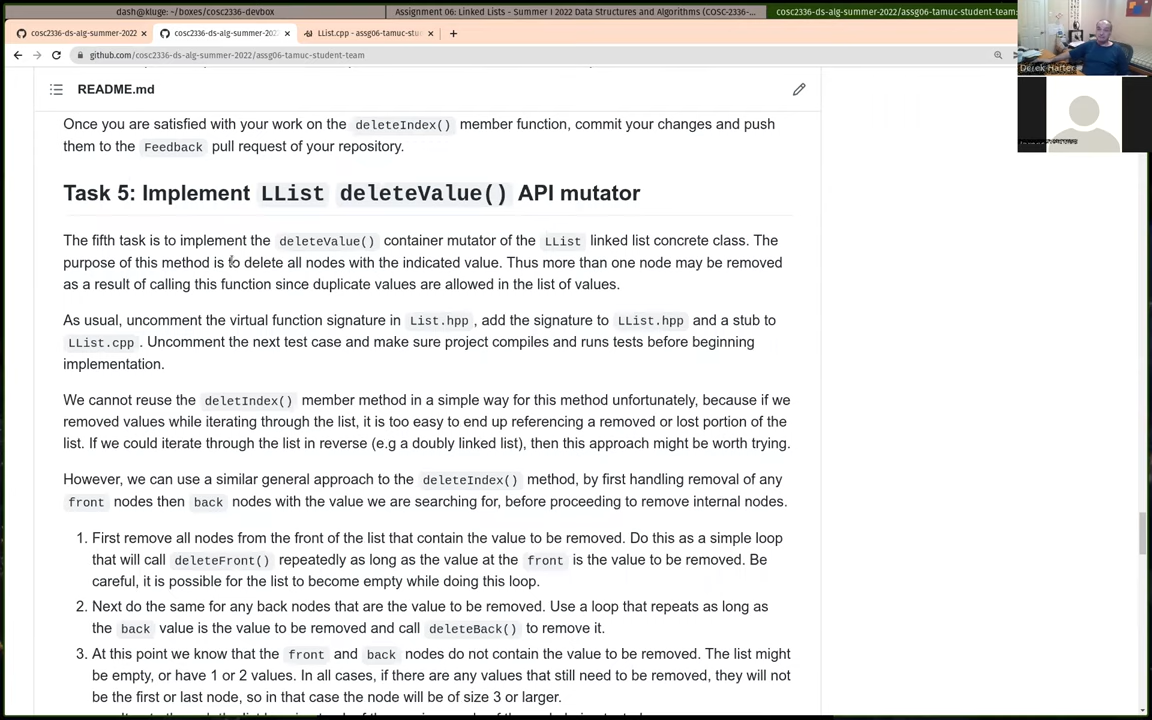 dash@kluge: ~/boxes/cosc2336-devbox
Assignment 06: Linked Lists - Summer I 2022 Data Structures and Algorithms (COSC-2336-...
cosc2336-ds-alg-summer-2022/assg06-tamuc-student-team:
cosc2336-ds-alg-summer-2022
cosc2336-ds-alg-summer-20...
LList.cpp - assg06-tamuc-stu...
github.com/cosc2336-ds-alg-summer-2022/assg06-tamuc-student-team
Derek Harter
README.md
Once you are satisfied with your work on the deleteIndex() member function, commit your changes and push
them to the Feedback pull request of your repository.
Task 5: Implement LList deleteValue() API mutator
The fifth task is to implement the deleteValue() container mutator of the LList linked list concrete class. The
purpose of this method is to delete all nodes with the indicated value. Thus more than one node may be removed
as a result of calling this function since duplicate values are allowed in the list of values.
As usual, uncomment the virtual function signature in List.hpp , add the signature to LList.hpp and a stub to
LList.cpp . Uncomment the next test case and make sure project compiles and runs tests before beginning
implementation.
We cannot reuse the deletIndex() member method in a simple way for this method unfortunately, because if we
removed values while iterating through the list, it is too easy to end up referencing a removed or lost portion of the
list. If we could iterate through the list in reverse (e.g a doubly linked list), then this approach might be worth trying.
However, we can use a similar general approach to the deleteIndex() method, by first handling removal of any
front nodes then back nodes with the value we are searching for, before proceeding to remove internal nodes.
1. First remove all nodes from the front of the list that contain the value to be removed. Do this as a simple loop
that will call deleteFront() repeatedly as long as the value at the front is the value to be removed. Be
careful, it is possible for the list to become empty while doing this loop.
2. Next do the same for any back nodes that are the value to be removed. Use a loop that repeats as long as
the back value is the value to be removed and call deleteBack() to remove it.
3. At this point we know that the front and back nodes do not contain the value to be removed. The list might
be empty, or have 1 or 2 values. In all cases, if there are any values that still need to be removed, they will not
be the first or last node, so in that case the node will be of size 3 or larger.